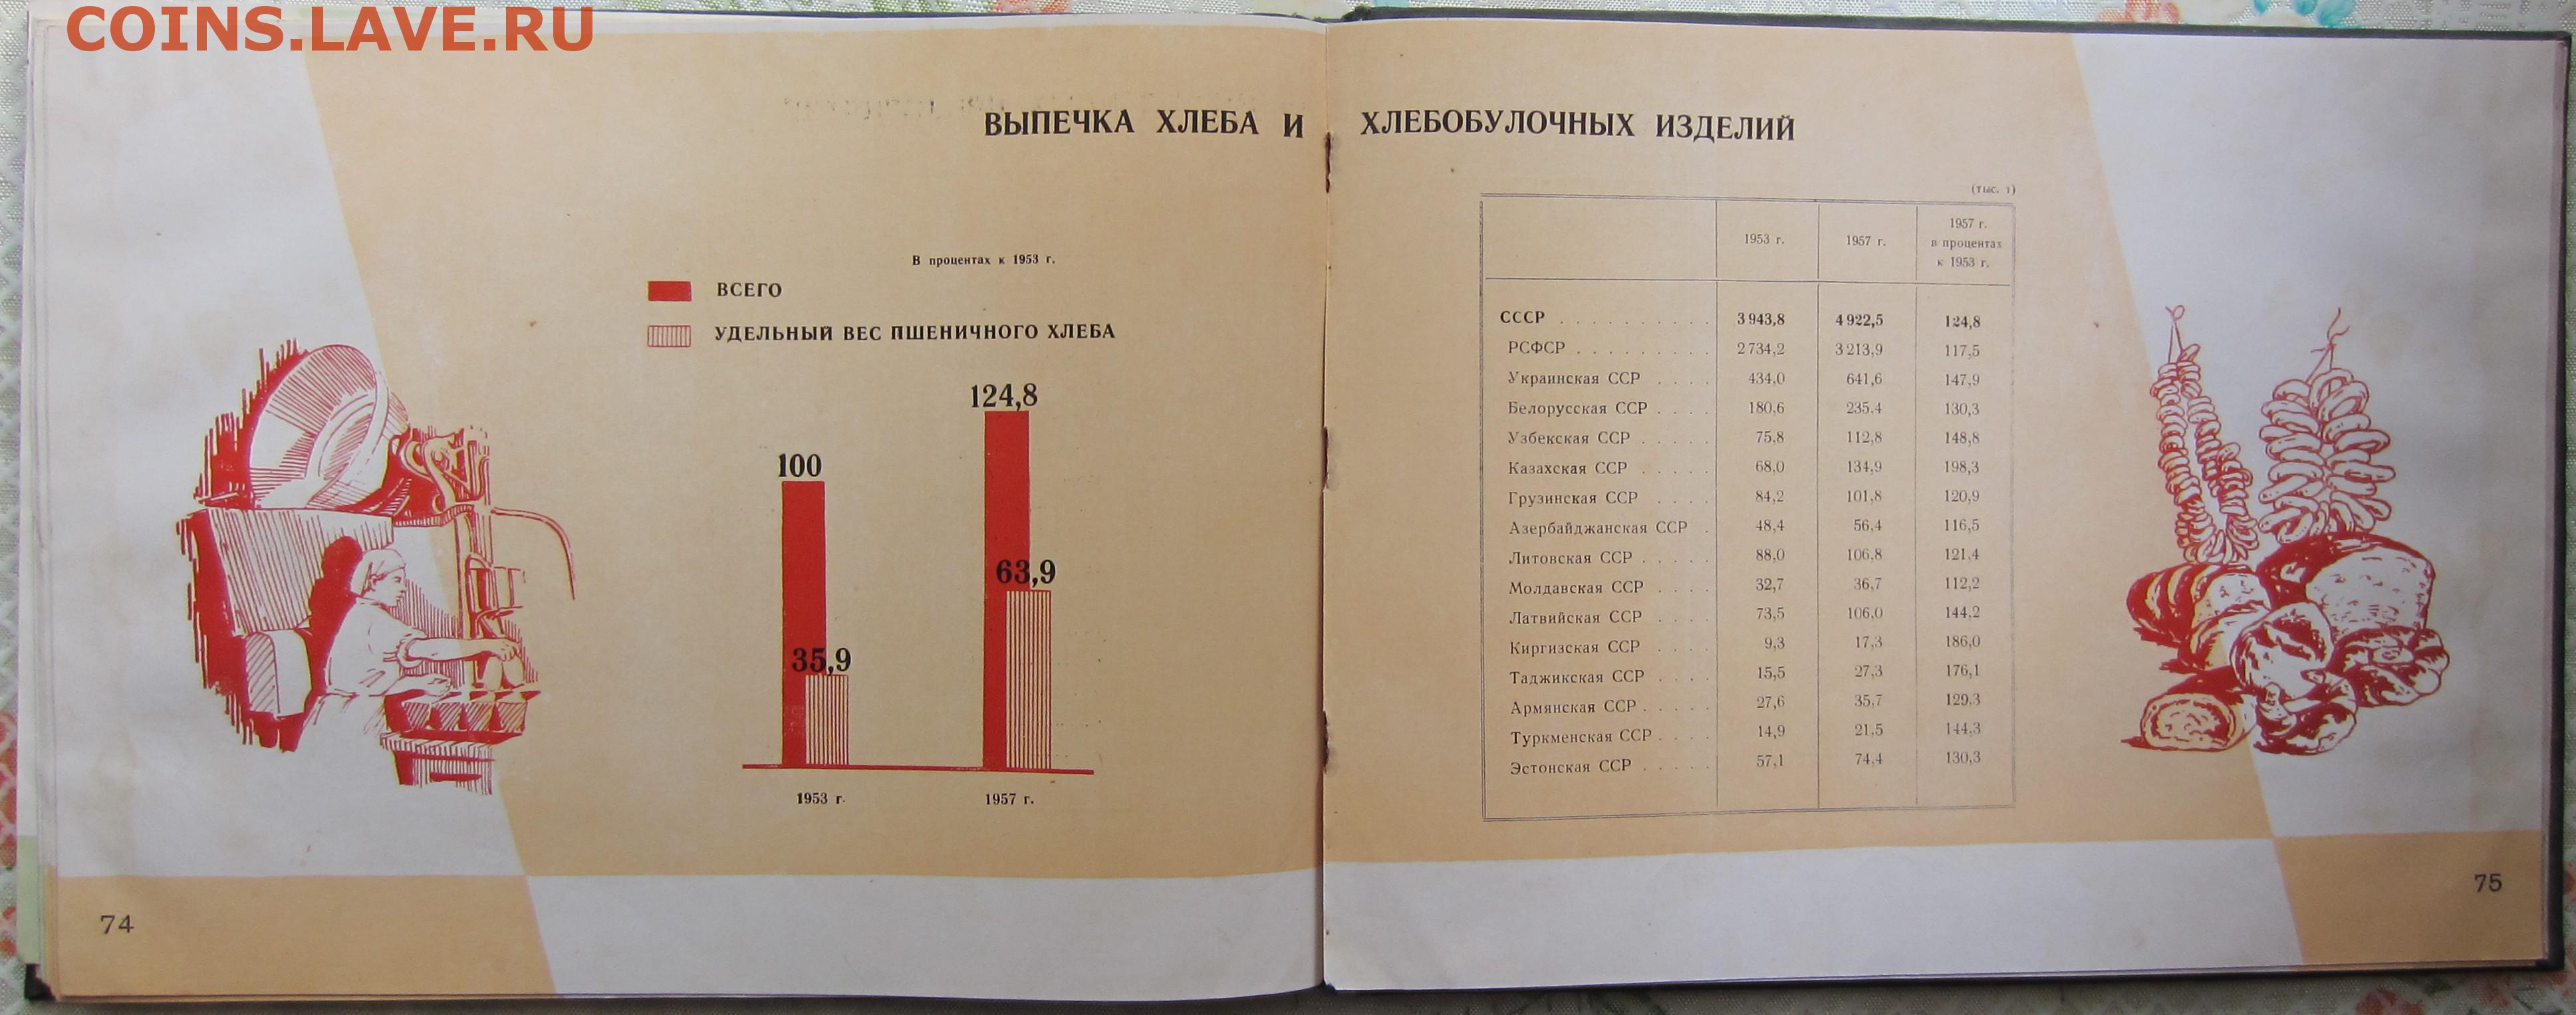 COINS.LAVE.RU
ВЫПЕЧКА ХЛЕБА И ХЛЕБОБУЛОЧНЫХ ИЗДЕЛИЙ
В процентах к 1953 г.
ВСЕГО
УДЕЛЬНЫЙ ВЕС ПШЕНИЧНОГО ХЛЕБА
124,8
100
63,9
35,9
1953 г.
1957 г.
74
(тыс. т)
1953 г. 1957 г. 1957 г.
в процентах
к 1953 г.
СССР . . . . . . . . . . 3 943,8 4 922,5 124,8
РСФСР . . . . . . . . . 2 734,2 3 213,9 117,5
Украинская ССР . . . . 434,0 641,6 147,9
Белорусская ССР . . . . 180,6 235,4 130,3
Узбекская ССР . . . . . 75,8 112,8 148,8
Казахская ССР . . . . . 68,0 134,9 198,3
Грузинская ССР . . . . 84,2 101,8 120,9
Азербайджанская ССР . 48,4 56,4 116,5
Литовская ССР . . . . . 88,0 106,8 121,4
Молдавская ССР . . . . 32,7 36,7 112,2
Латвийская ССР . . . . 73,5 106,0 144,2
Киргизская ССР . . . . 9,3 17,3 186,0
Таджикская ССР . . . . 15,5 27,3 176,1
Армянская ССР . . . . . 27,6 35,7 129,3
Туркменская ССР . . . . 14,9 21,5 144,3
Эстонская ССР . . . . . 57,1 74,4 130,3
75